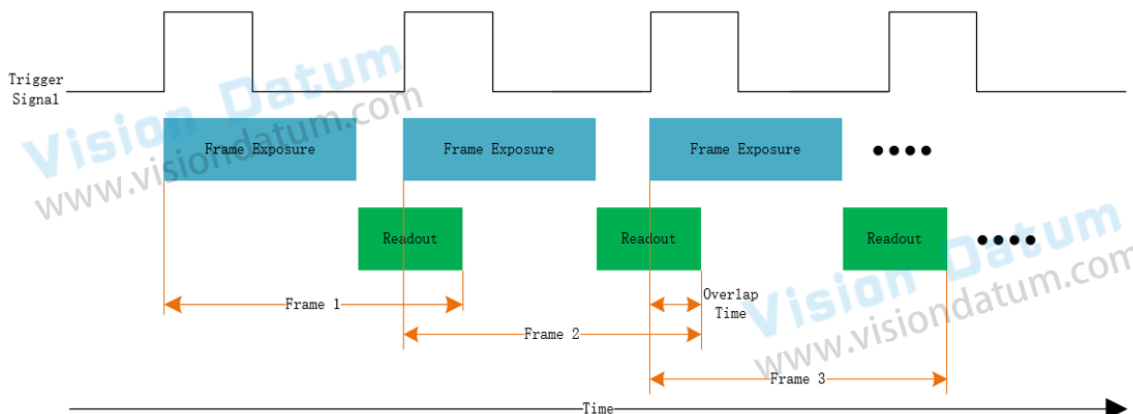 Trigger
Signal
Vision Datum
www.visiondatum.com
Frame Exposure
Frame Exposure
Frame Exposure
Readout
Readout
Readout
Vision Datum
www.visiondatum.com
Frame 1
Overlap
Time
Frame 2
Frame 3
Time